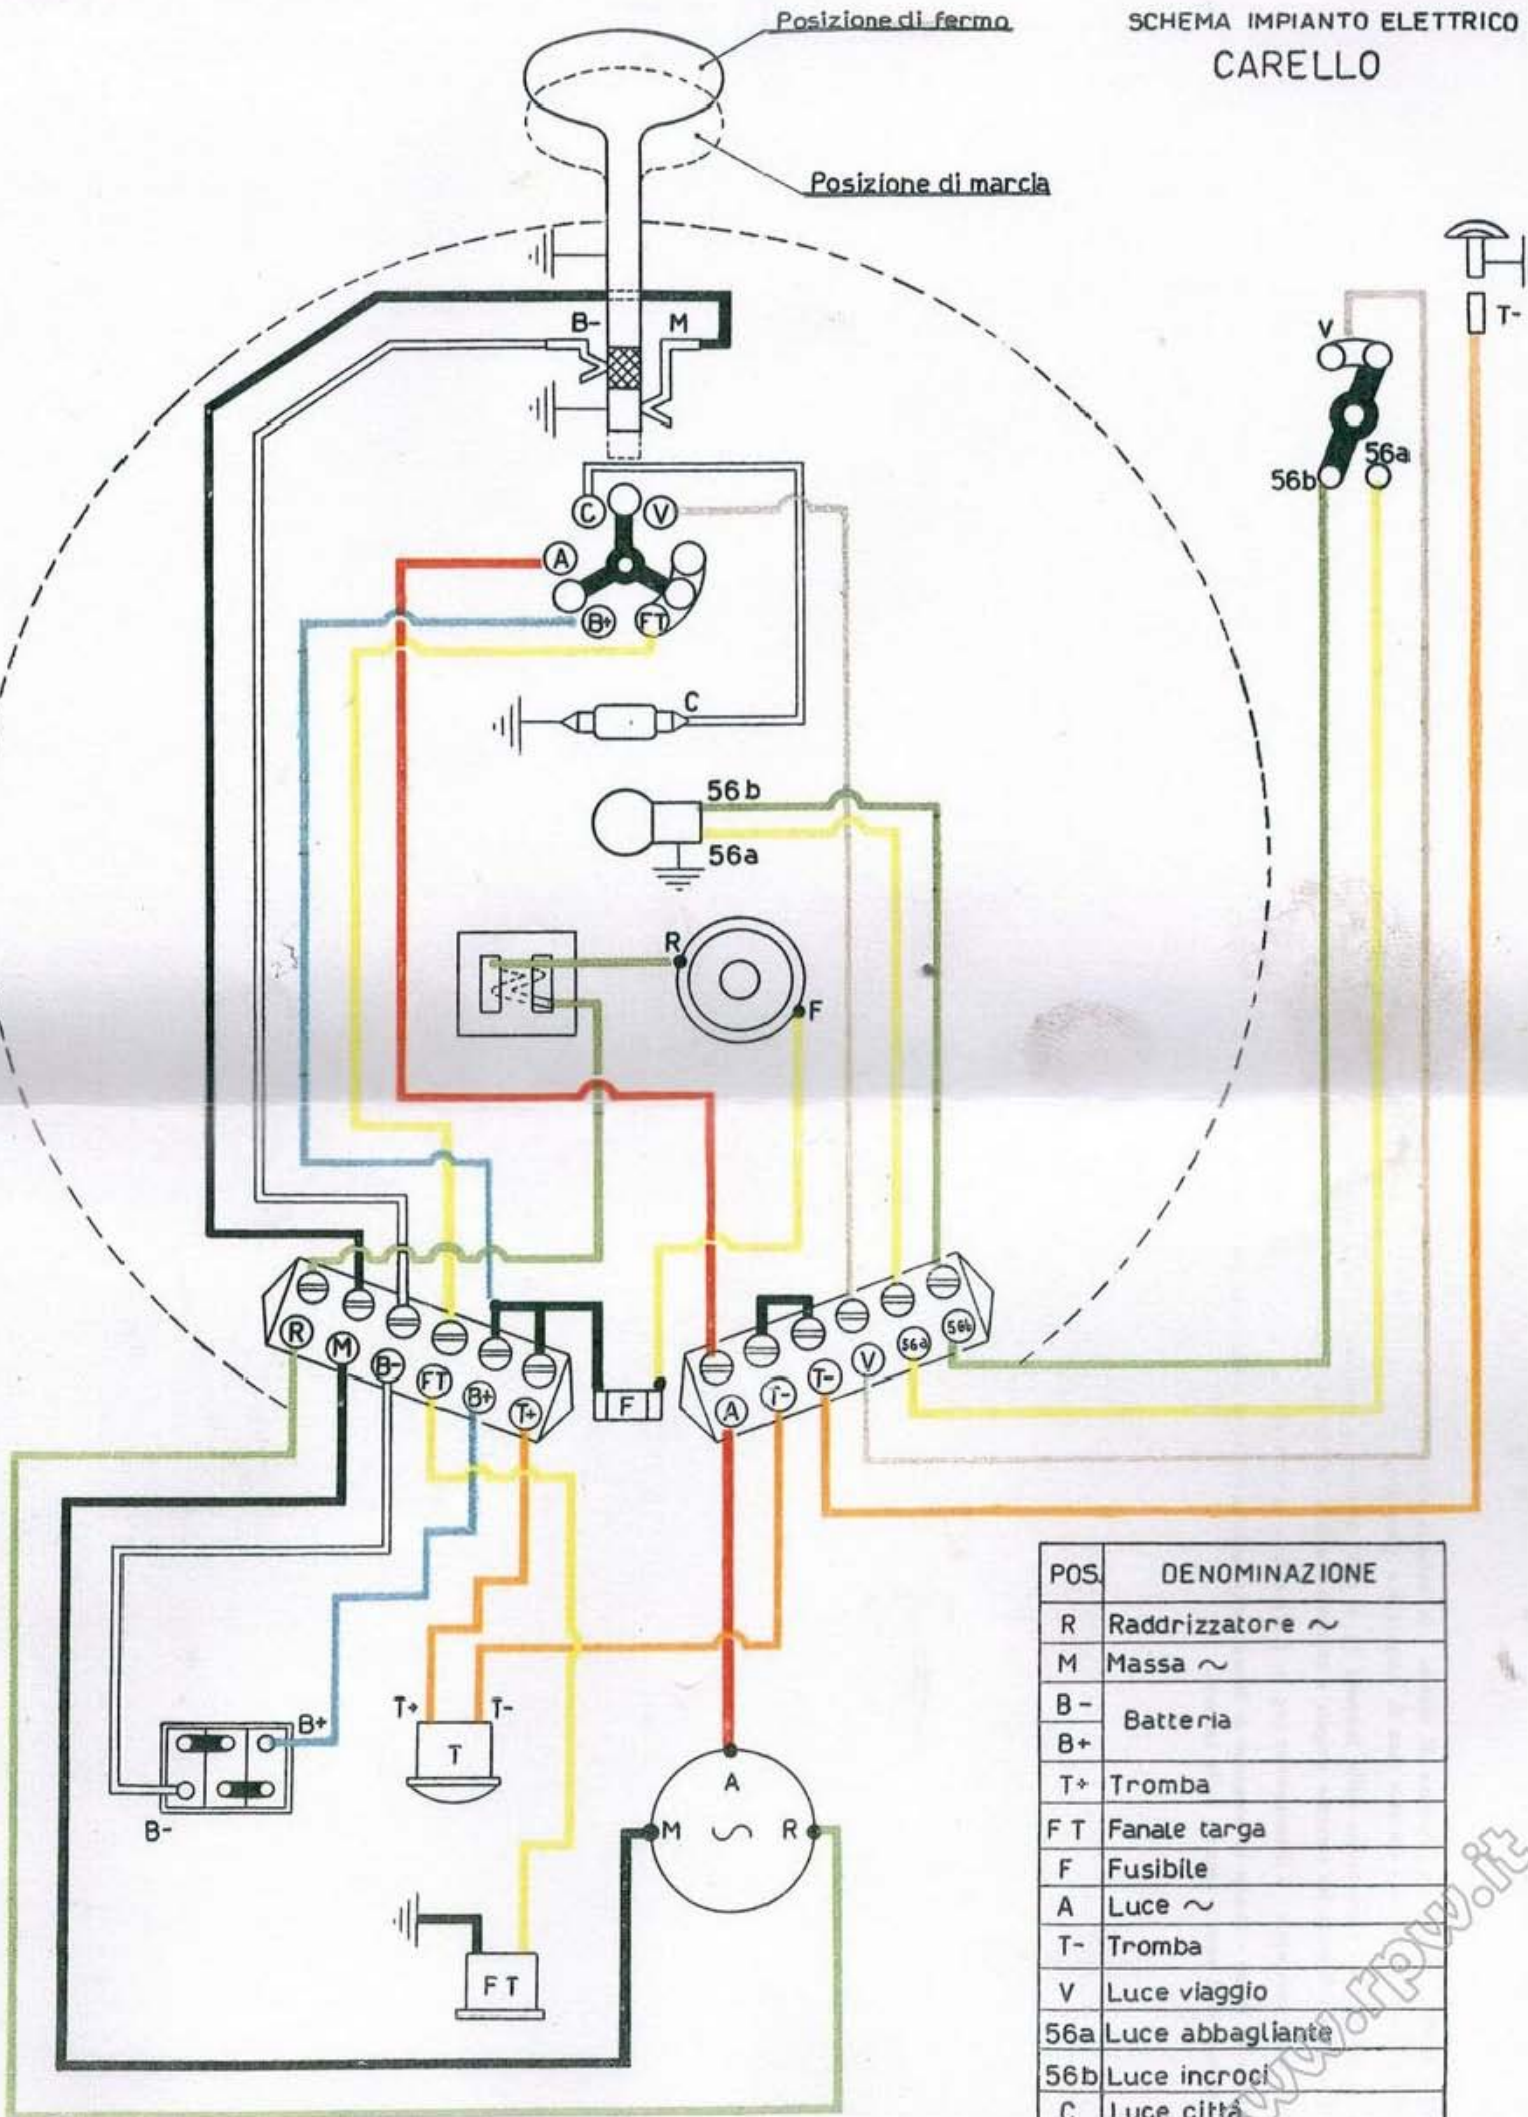 Posizione di fermo
SCHEMA IMPIANTO ELETTRICO
CARELLO
Posizione di marcia
B-
M
V
T-
56b
56a
C
V
A
B+
FT
C
56b
56a
R
F
R
M
B-
FT
B+
T+
F
A
T-
T-
V
56a
56b
B+
B-
T+
T-
T
A
M
R
FT
POS. DENOMINAZIONE
R Raddrizzatore ~
M Massa ~
B- Batteria
B+
T+ Tromba
FT Fanale targa
F Fusibile
A Luce ~
T- Tromba
V Luce viaggio
56a Luce abbagliante
56b Luce incroci
C Luce città
www.rpw.it